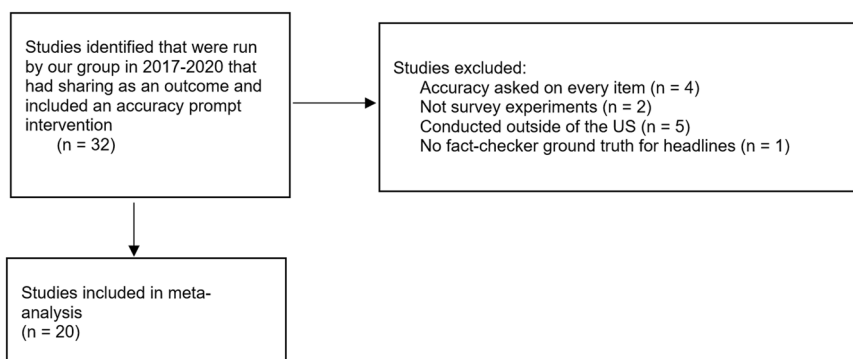 Studies identified that were run
by our group in 2017-2020 that
had sharing as an outcome and
included an accuracy prompt
intervention
(n = 32)
Studies excluded:
Accuracy asked on every item (n = 4)
Not survey experiments (n = 2)
Conducted outside of the US (n = 5)
No fact-checker ground truth for headlines (n = 1)
Studies included in meta-
analysis
(n = 20)